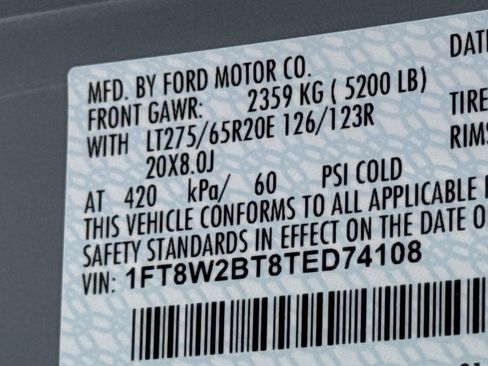 MFD. BY FORD MOTOR CO. DATE
FRONT GAWR: 2359 KG ( 5200 LB)
WITH LT275/65R20E 126/123R TIRE
20X8.0J RIMS
AT 420 kPa/ 60 PSI COLD
THIS VEHICLE CONFORMS TO ALL APPLICABLE
SAFETY STANDARDS IN EFFECT ON THE DATE O
VIN: 1FT8W2BT8TED74108